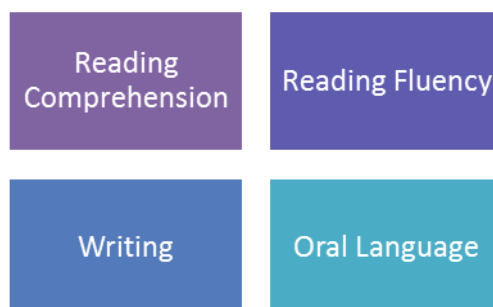 Reading
Comprehension
Reading Fluency
Writing
Oral Language